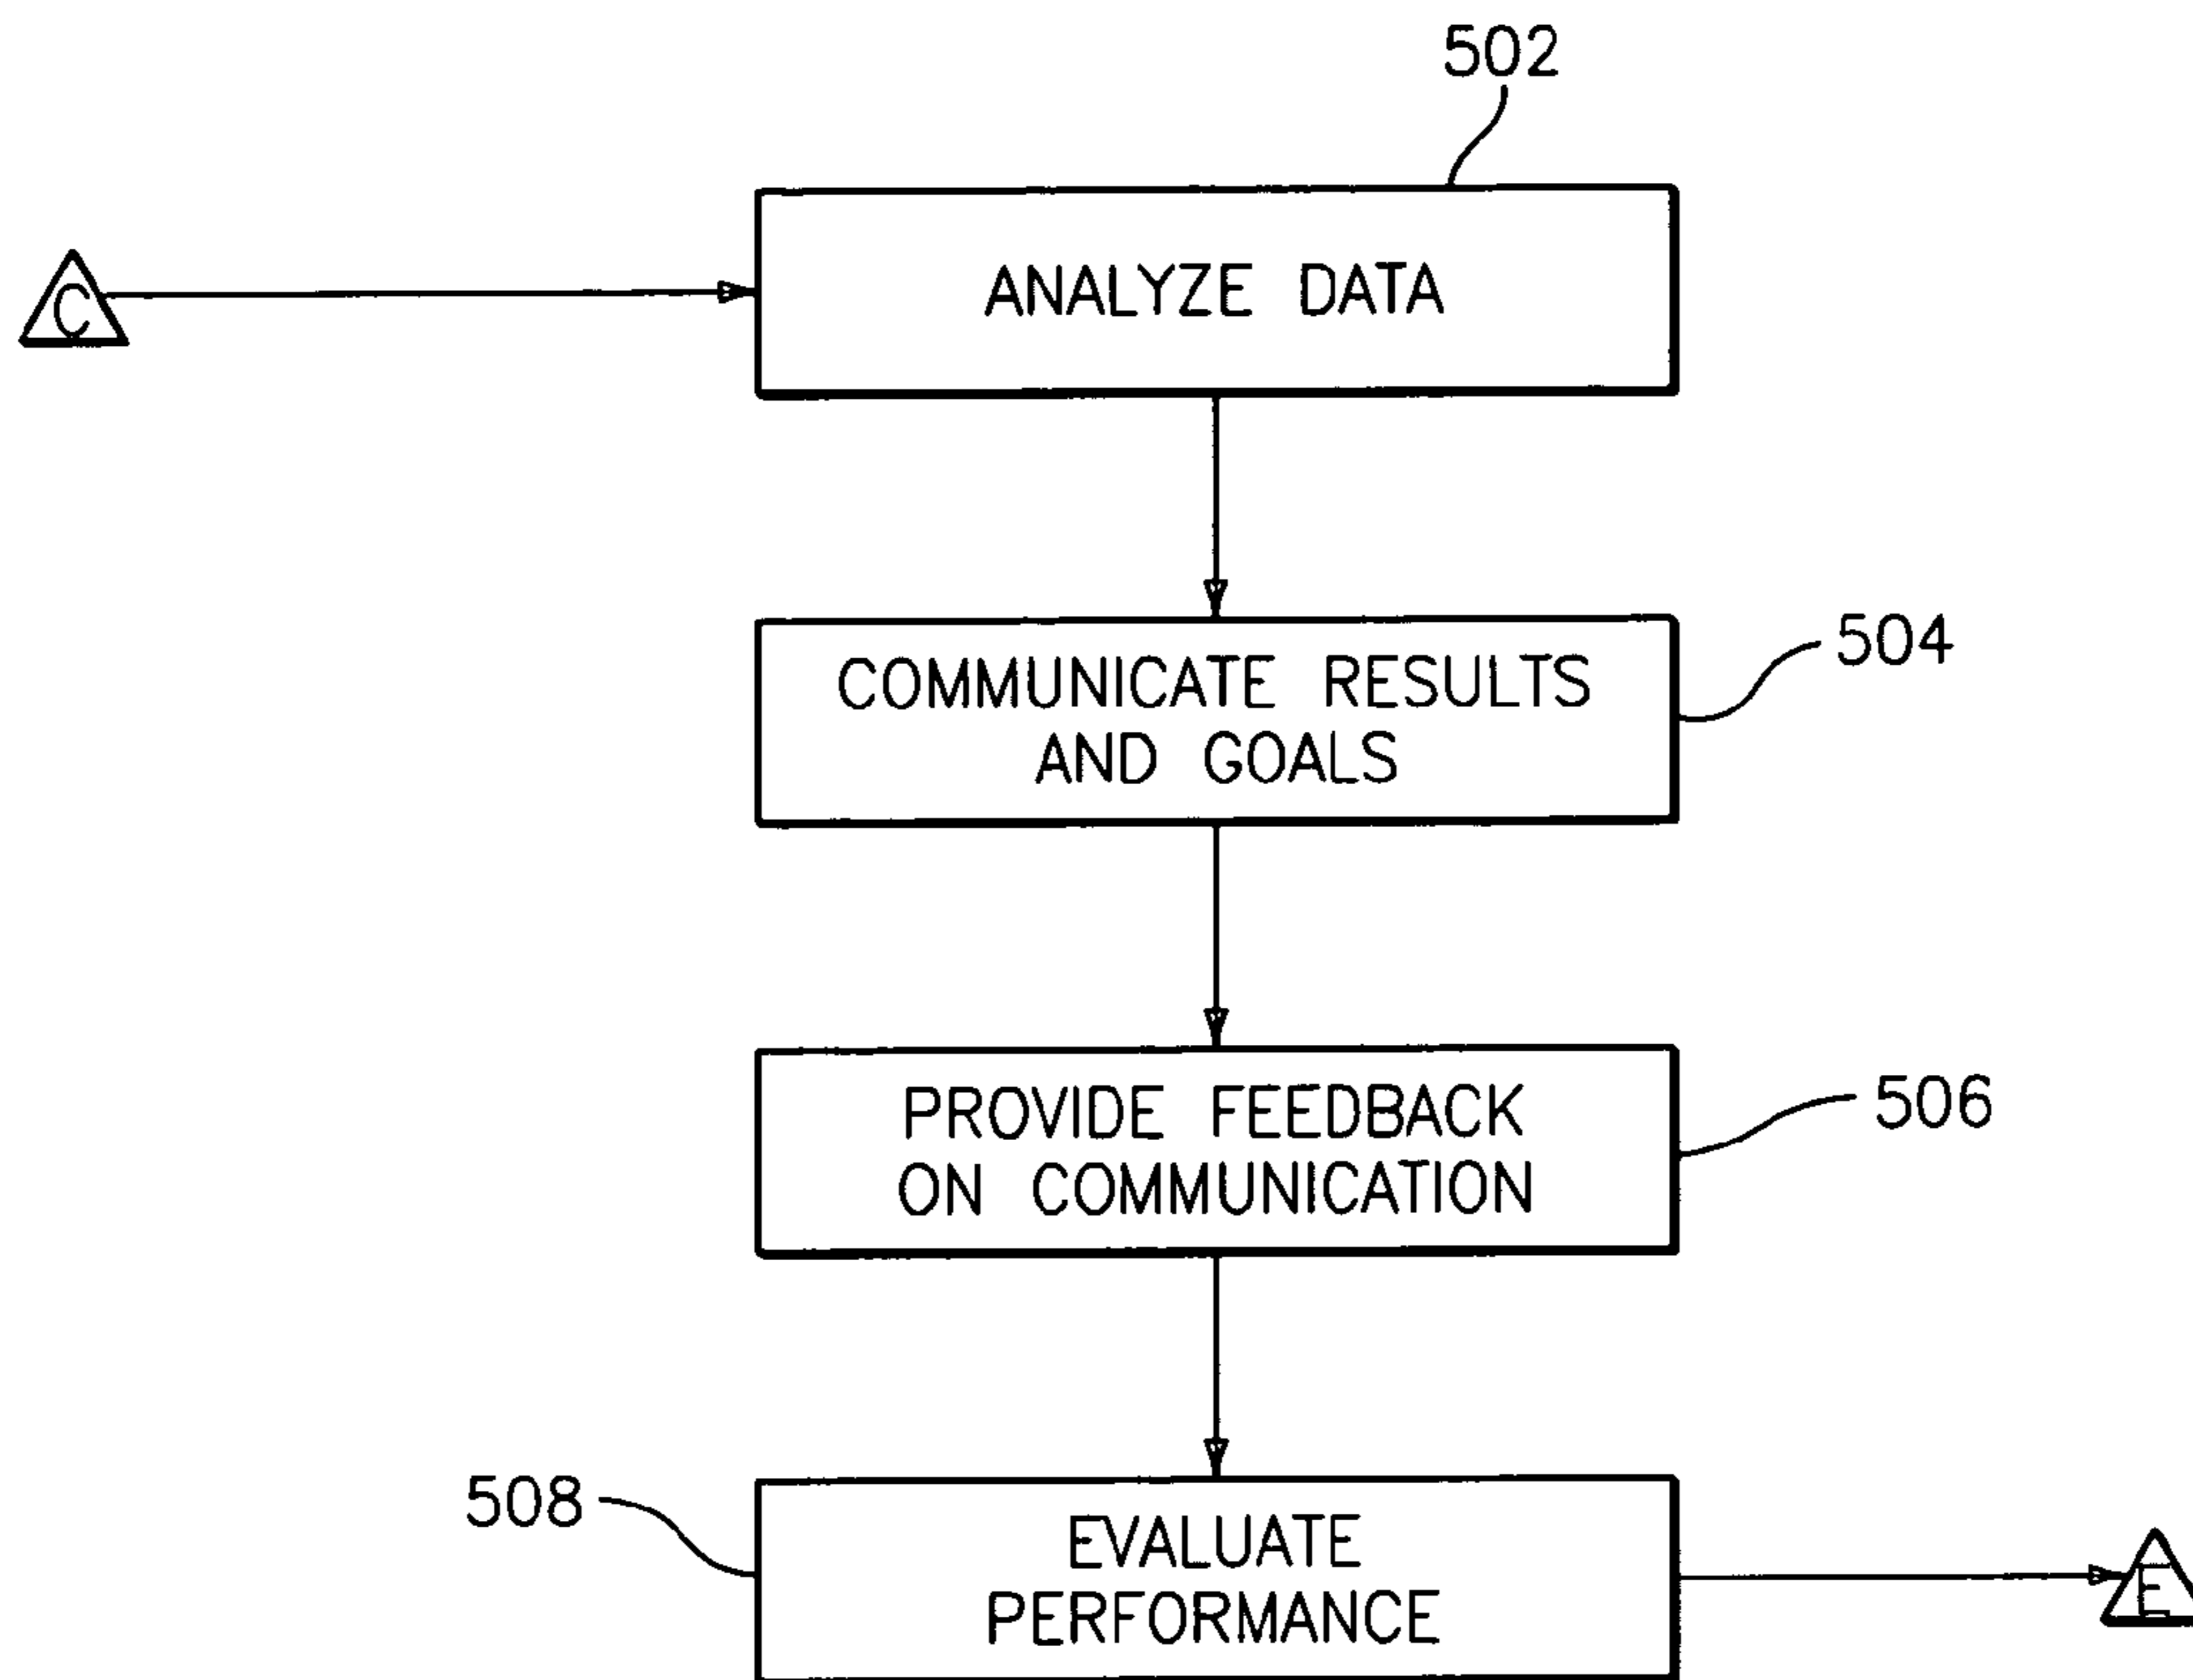 502
C
ANALYZE DATA
COMMUNICATE RESULTS
AND GOALS
504
PROVIDE FEEDBACK
ON COMMUNICATION
506
508
EVALUATE
PERFORMANCE
E